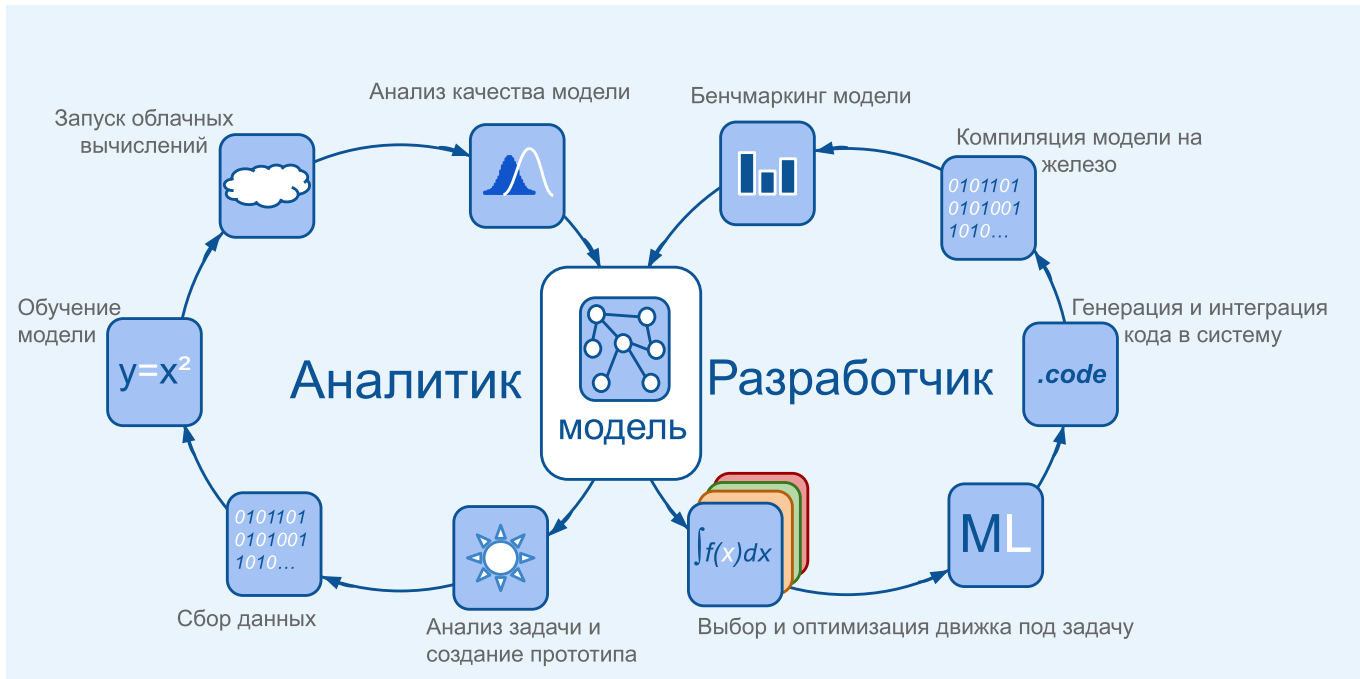 Анализ качества модели
Бенчмаркинг модели
Запуск облачных
вычислений
Компиляция модели на
железо
0101101
0101001
1010...
Обучение
модели
y=x²
Генерация и интеграция
кода в систему
.code
Аналитик
модель
Разработчик
0101101
0101001
1010...
Сбор данных
Анализ задачи и
создание прототипа
∫f(x)dx
Выбор и оптимизация движка под задачу
ML